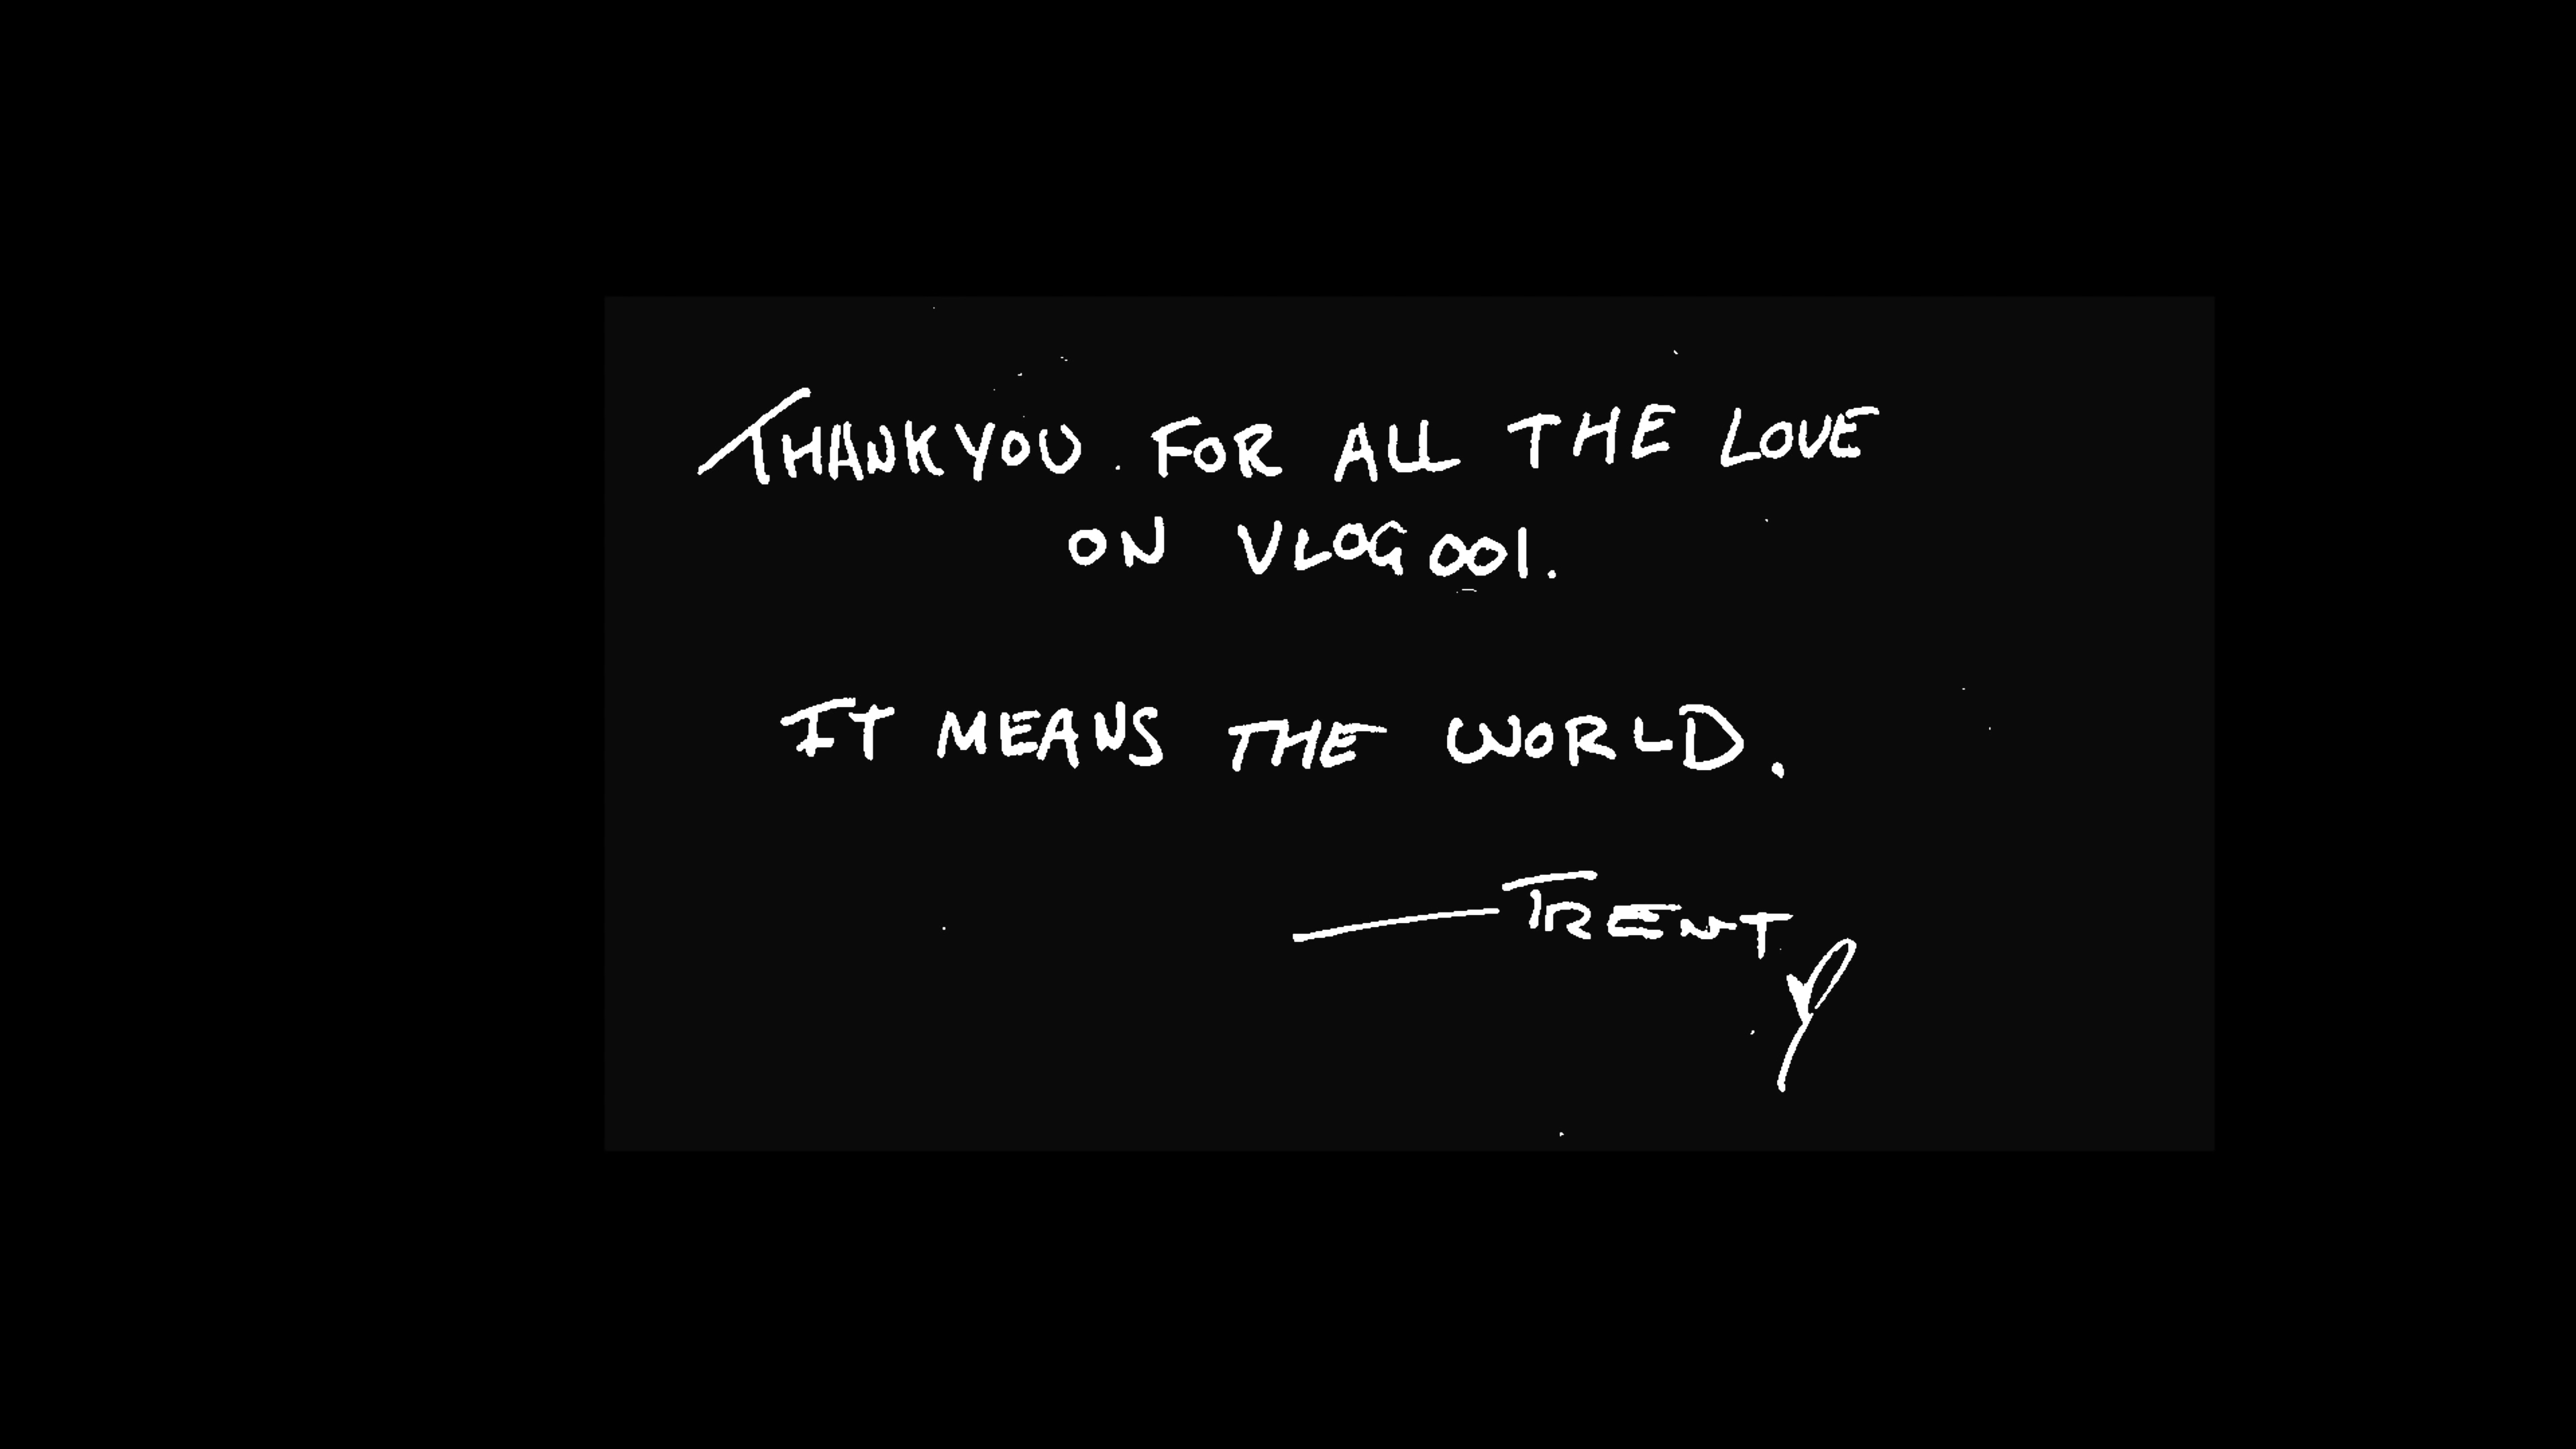 THANKYOU FOR ALL THE LOVE
ON VLOG 001.
IT MEANS THE WORLD.
—TRENT